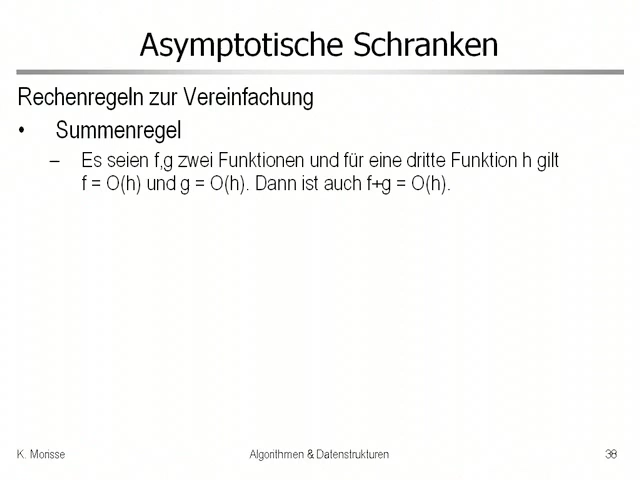 Asymptotische Schranken
Rechenregeln zur Vereinfachung
• Summenregel
– Es seien f,g zwei Funktionen und für eine dritte Funktion h gilt
f = O(h) und g = O(h). Dann ist auch f+g = O(h).
K. Morisse
Algorithmen & Datenstrukturen
38